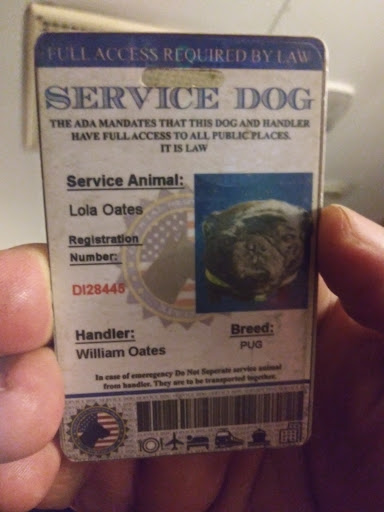 FULL ACCESS REQUIRED BY LAW
SERVICE DOG
THE ADA MANDATES THAT THIS DOG AND HANDLER
HAVE FULL ACCESS TO ALL PUBLIC PLACES.
IT IS LAW
Service Animal:
Lola Oates
Registration
Number:
DI28445
Handler:
William Oates
Breed:
PUG
In case of emergency Do Not Seperate service animal
from handler. They are to be transported together.